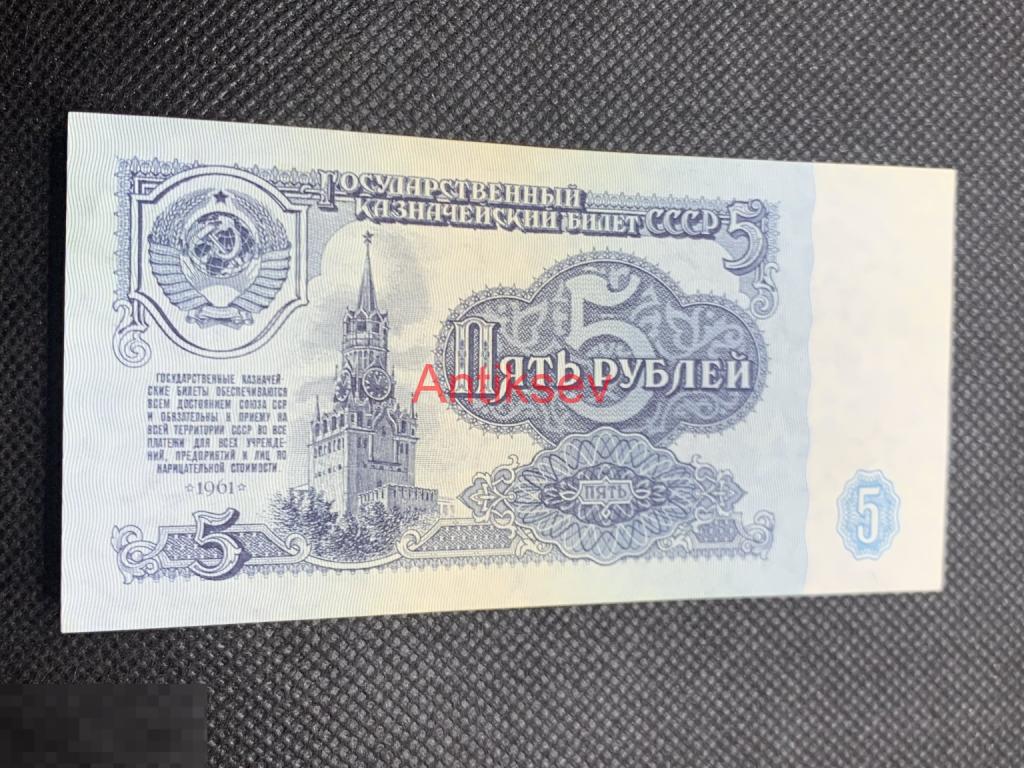 Государственный
казначейский билет СССР 5
5
Пять рублей
Antiksev
ГОСУДАРСТВЕННЫЕ КАЗНАЧЕЙ-
СКИЕ БИЛЕТЫ ОБЕСПЕЧИВАЮТСЯ
ВСЕМ ДОСТОЯНИЕМ СОЮЗА ССР
И ОБЯЗАТЕЛЬНЫ К ПРИЕМУ НА
ВСЕЙ ТЕРРИТОРИИ СССР ВО ВСЕ
ПЛАТЕЖИ ДЛЯ ВСЕХ УЧРЕЖДЕ-
НИЙ, ПРЕДПРИЯТИЙ И ЛИЦ ПО
НАРИЦАТЕЛЬНОЙ СТОИМОСТИ
☆1961☆
ПЯТЬ
5
5